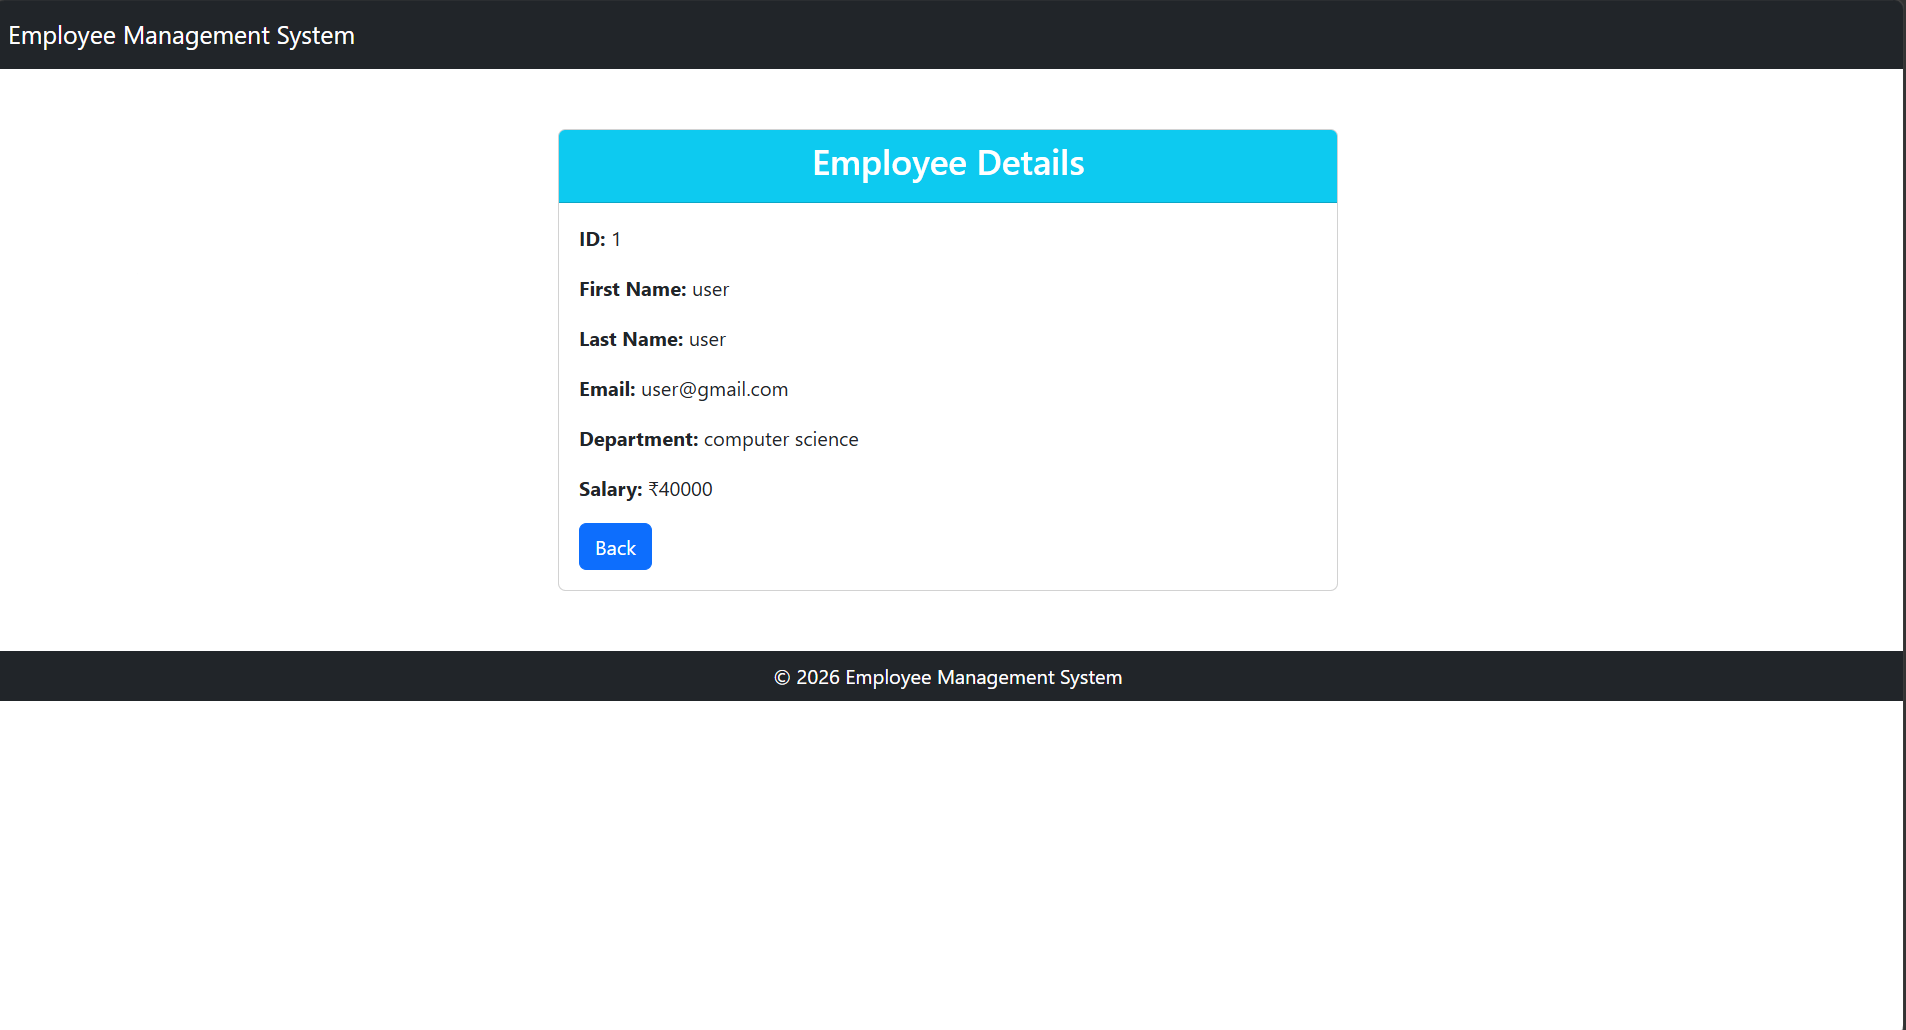 Employee Management System
Employee Details
ID: 1
First Name: user
Last Name: user
Email: user@gmail.com
Department: computer science
Salary: ₹40000
Back
© 2026 Employee Management System